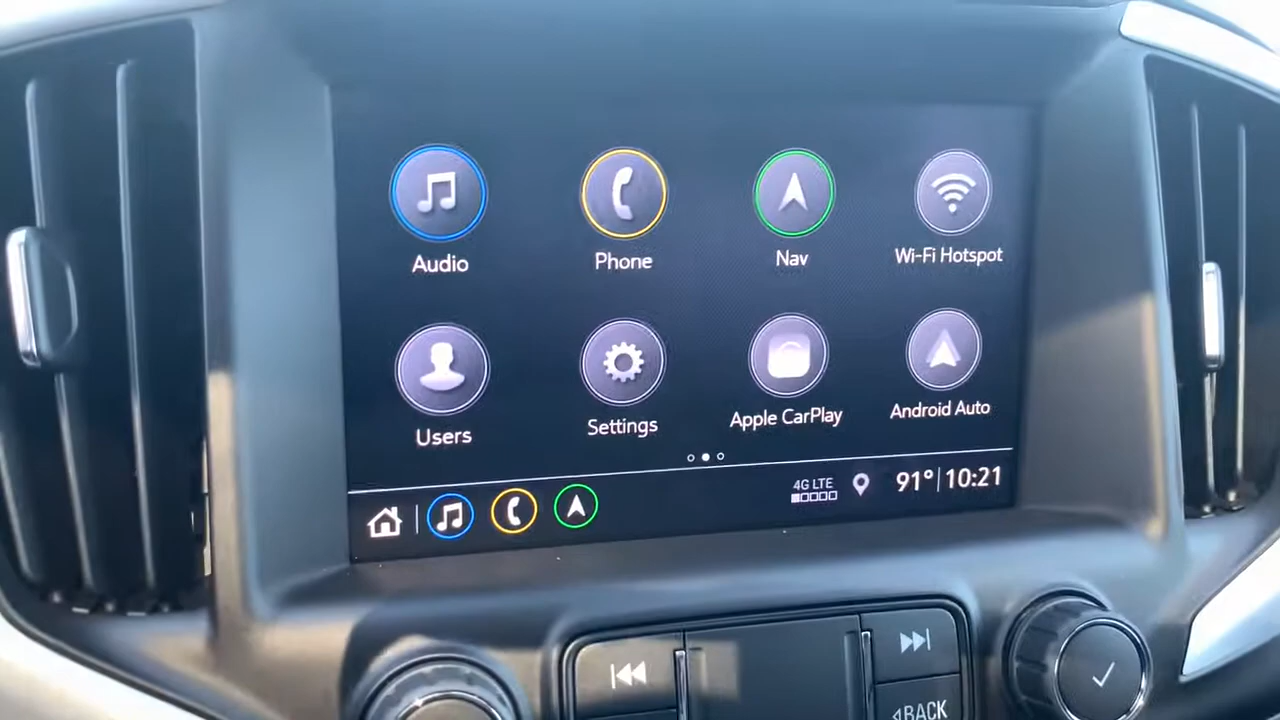 Audio
Phone
Nav
Wi-Fi Hotspot
Users
Settings
Apple CarPlay
Android Auto
4G LTE
91° 10:21
BACK